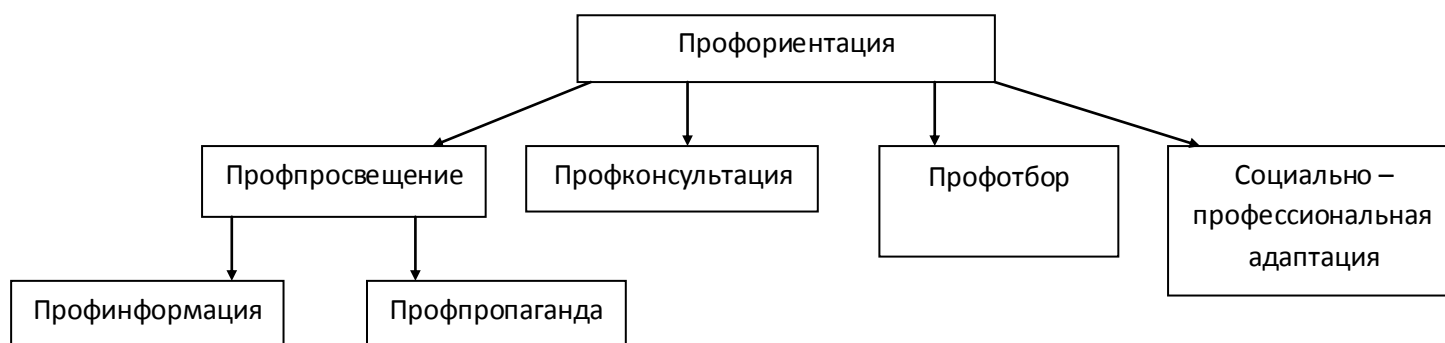 Профориентация
Профпросвещение
Профконсультация
Профотбор
Социально –
профессиональная
адаптация
Профинформация
Профпропаганда